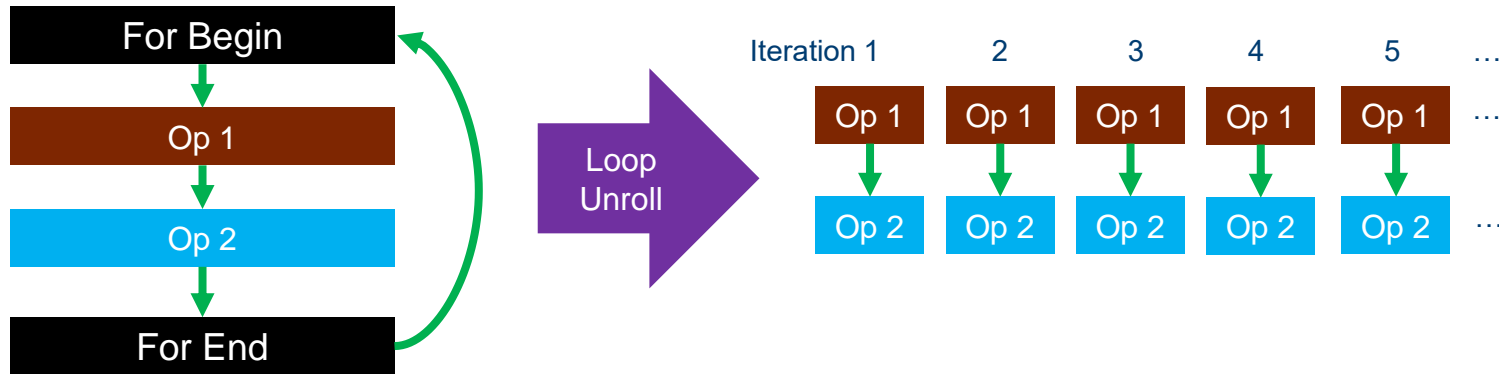 For Begin
Op 1
Op 2
For End
Loop
Unroll
Iteration 1 2 3 4 5 …
Op 1 Op 1 Op 1 Op 1 Op 1 …
Op 2 Op 2 Op 2 Op 2 Op 2 …